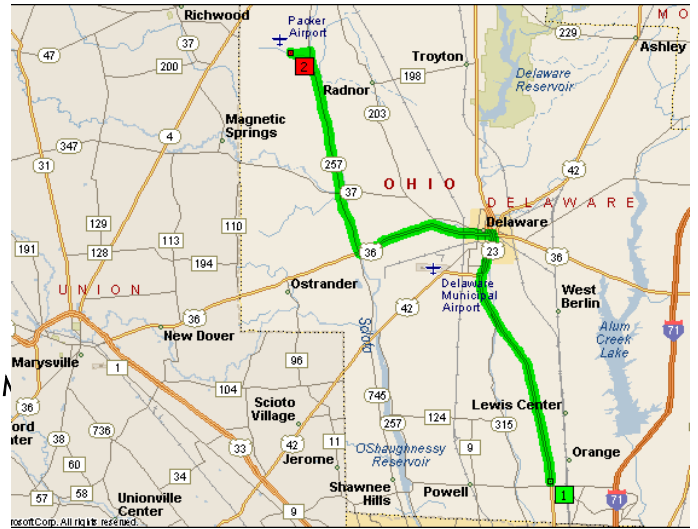 Richwood
Packer
Airport
MO
229
Ashley
47
37
200
Troyton
Delaware
Reservoir
2
Radnor
198
4
Magnetic
Springs
203
347
31
257
42
OHIO
37
DELAWARE
129
110
Delaware
191
113
128
36
23
36
194
UNION
Ostrander
Delaware
Municipal
Airport
West
Berlin
42
71
36
New Dover
Scioto
Alum
Creek
Lake
Marysville
1
96
M
104
745
36
Scioto
Village
Lewis Center
71
736
124
257
315
38
33
42
11
9
Orange
60
Jerome
OShaughnessy
Reservoir
34
57
58
Unionville
Center
Shawnee
Hills
Powell
1
9
rosoftCorp. All rights reserved.